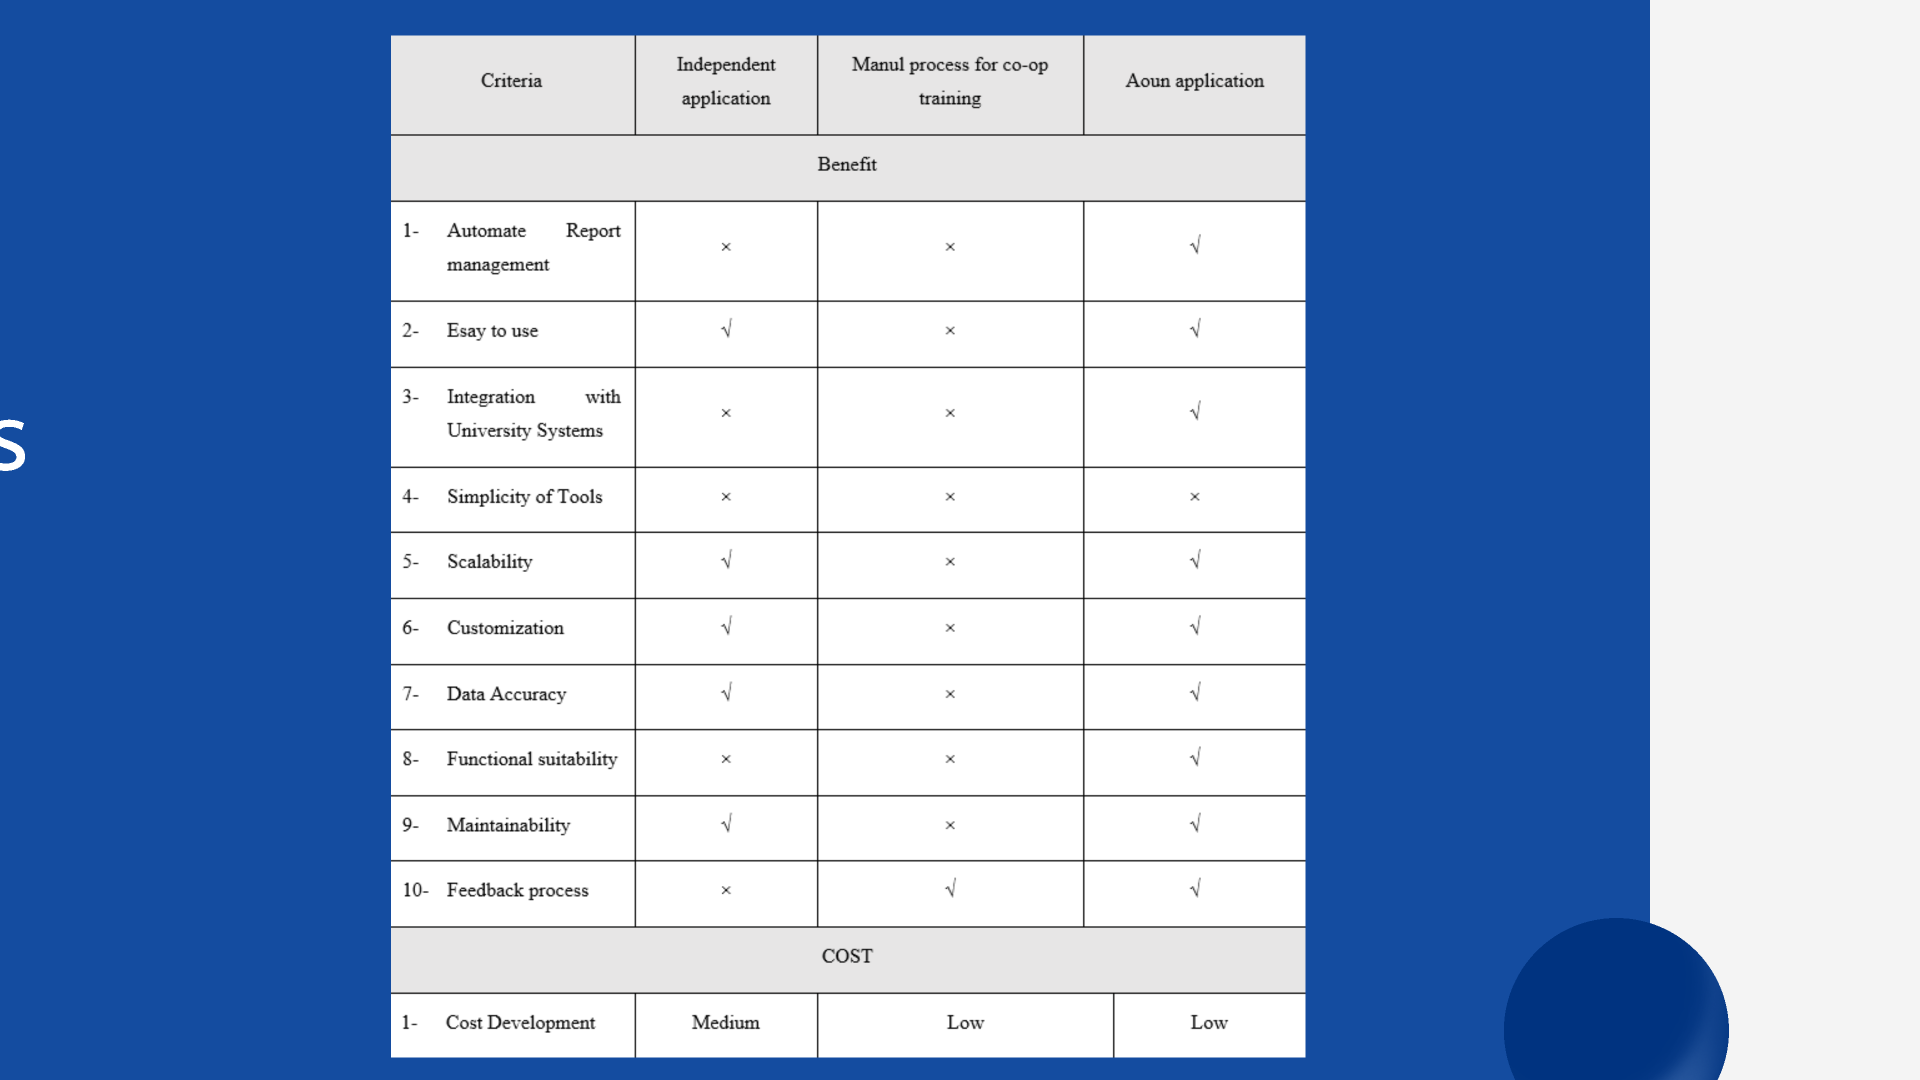 Criteria
Independent
application
Manul process for co-op
training
Aoun application
Benefit
1- Automate Report
management
×
×
√
2- Esay to use
√
×
√
3- Integration with
University Systems
×
×
√
4- Simplicity of Tools
×
×
×
5- Scalability
√
×
√
6- Customization
√
×
√
7- Data Accuracy
√
×
√
8- Functional suitability
×
×
√
9- Maintainability
√
×
√
10- Feedback process
×
√
√
COST
1- Cost Development
Medium
Low
Low